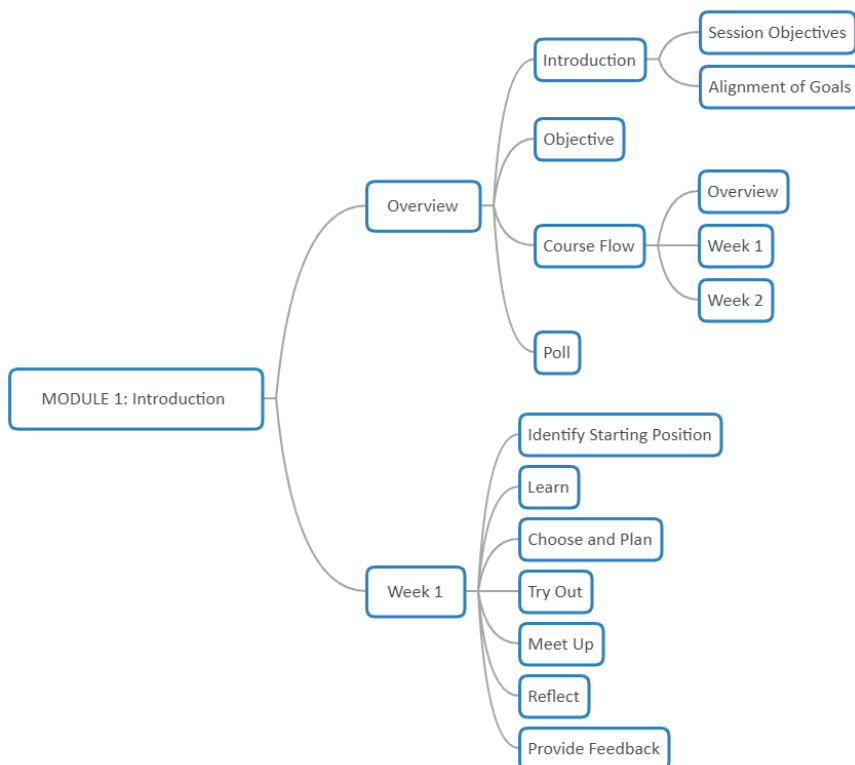 MODULE 1: Introduction
Overview
Introduction
Session Objectives
Alignment of Goals
Objective
Course Flow
Overview
Week 1
Week 2
Poll
Week 1
Identify Starting Position
Learn
Choose and Plan
Try Out
Meet Up
Reflect
Provide Feedback